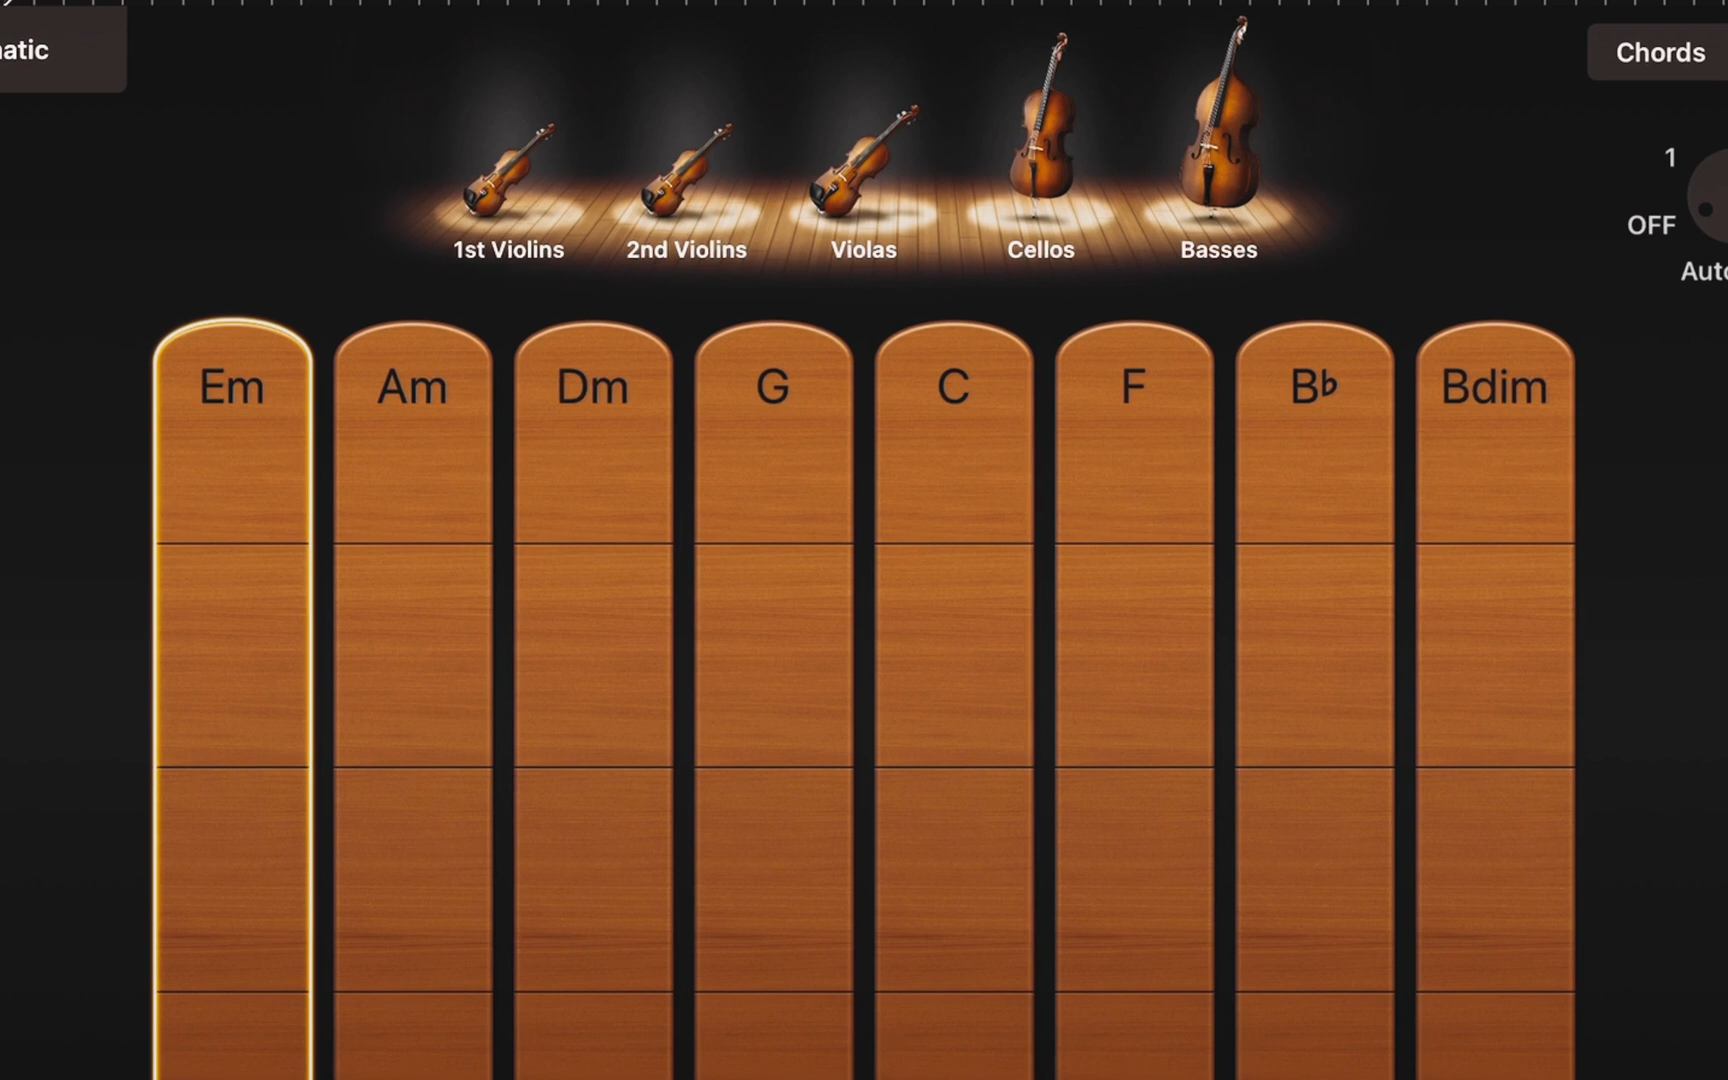 atic
Chords
1
OFF
Auto
1st Violins 2nd Violins Violas Cellos Basses
Em Am Dm G C F B♭ Bdim